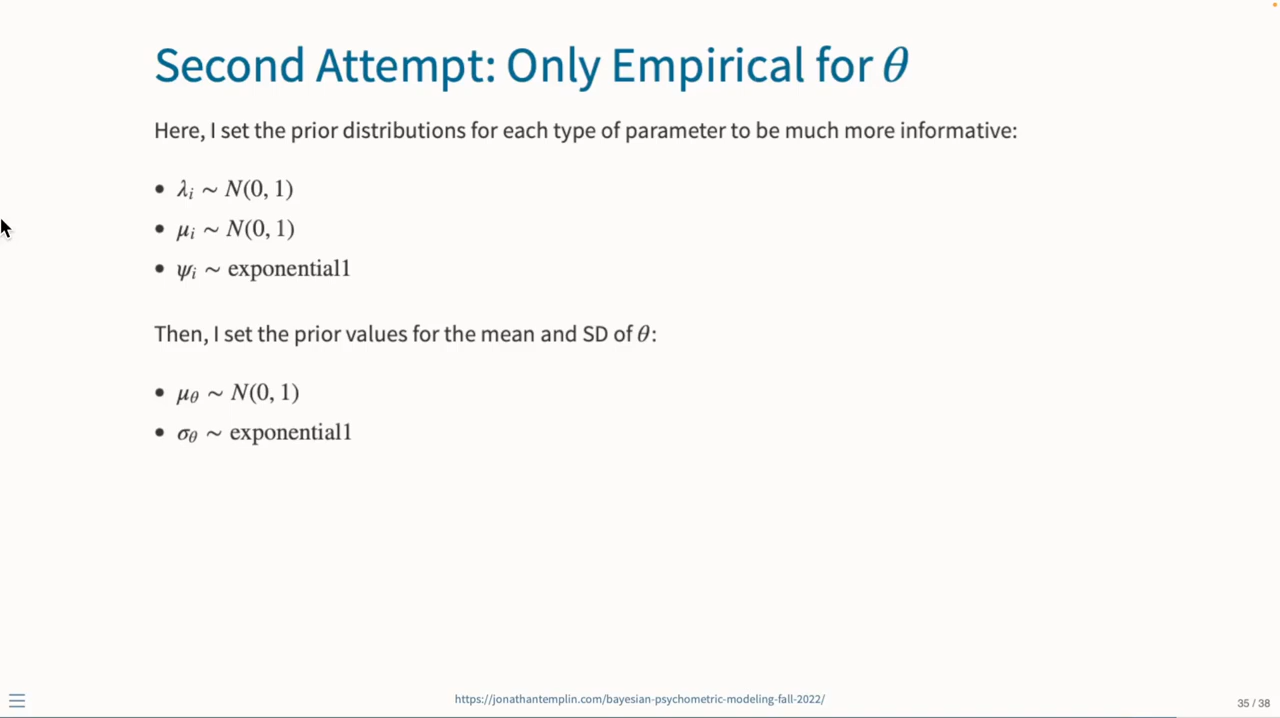 Second Attempt: Only Empirical for θ
Here, I set the prior distributions for each type of parameter to be much more informative:
• λᵢ ~ N(0, 1)
• μᵢ ~ N(0, 1)
• ψᵢ ~ exponential1
Then, I set the prior values for the mean and SD of θ:
• μ_θ ~ N(0, 1)
• σ_θ ~ exponential1
https://jonathantemplin.com/bayesian-psychometric-modeling-fall-2022/
35 / 38